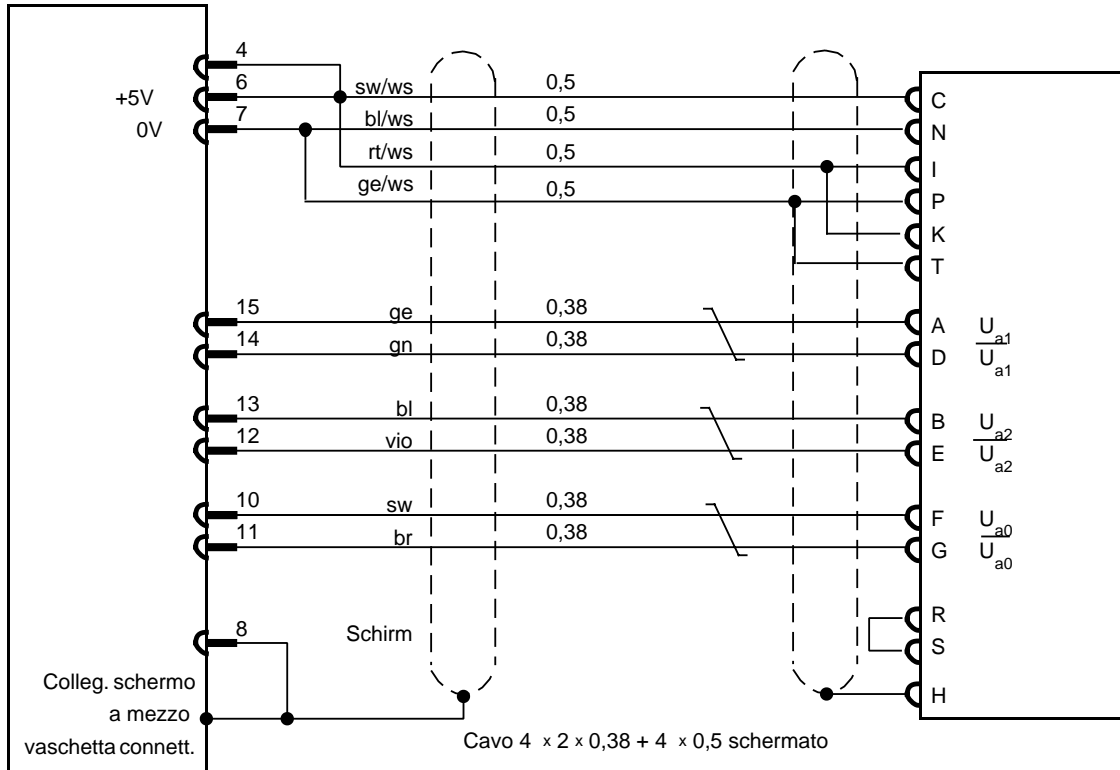 4
6 sw/ws 0,5 C
+5V
7 bl/ws 0,5 N
0V
rt/ws 0,5 I
ge/ws 0,5 P
K
T
15 ge 0,38 A U a1
14 gn 0,38 D U a1
13 bl 0,38 B U a2
12 vio 0,38 E U a2
10 sw 0,38 F U a0
11 br 0,38 G U a0
R
8 Schirm S
Colleg. schermo H
a mezzo
vaschetta connett.
Cavo 4 x 2 x 0,38 + 4 x 0,5 schermato